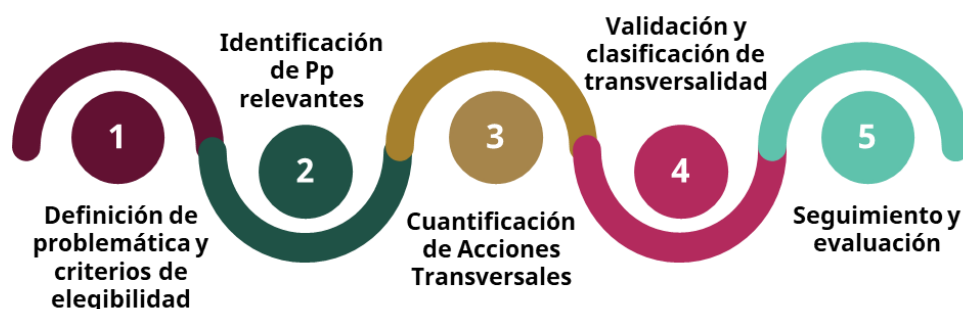 1
Definición de
problemática y
criterios de
elegibilidad
Identificación
de Pp
relevantes
2
3
Cuantificación
de Acciones
Transversales
Validación y
clasificación de
transversalidad
4
5
Seguimiento y
evaluación